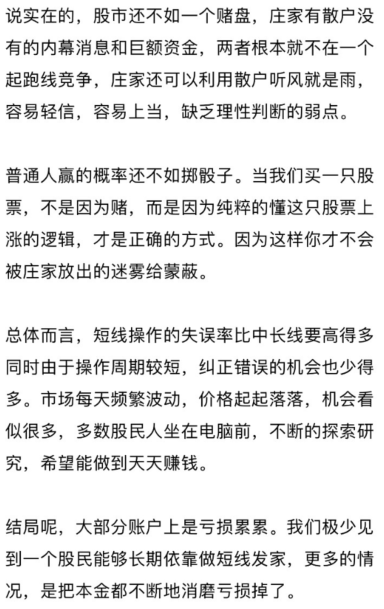 说实在的，股市还不如一个赌盘，庄家有散户没
有的内幕消息和巨额资金，两者根本就不在一个
起跑线竞争，庄家还可以利用散户听风就是雨，
容易轻信，容易上当，缺乏理性判断的弱点。
普通人赢的概率还不如掷骰子。当我们买一只股
票，不是因为赌，而是因为纯粹的懂这只股票上
涨的逻辑，才是正确的方式。因为这样你才不会
被庄家放出的迷雾给蒙蔽。
总体而言，短线操作的失误率比中长线要高得多
同时由于操作周期较短，纠正错误的机会也少得
多。市场每天频繁波动，价格起起落落，机会看
似很多，多数股民人坐在电脑前，不断的探索研
究，希望能做到天天赚钱。
结局呢，大部分账户上是亏损累累。我们极少见
到一个股民能够长期依靠做短线发家，更多的情
况，是把本金都不断地消磨亏损掉了。